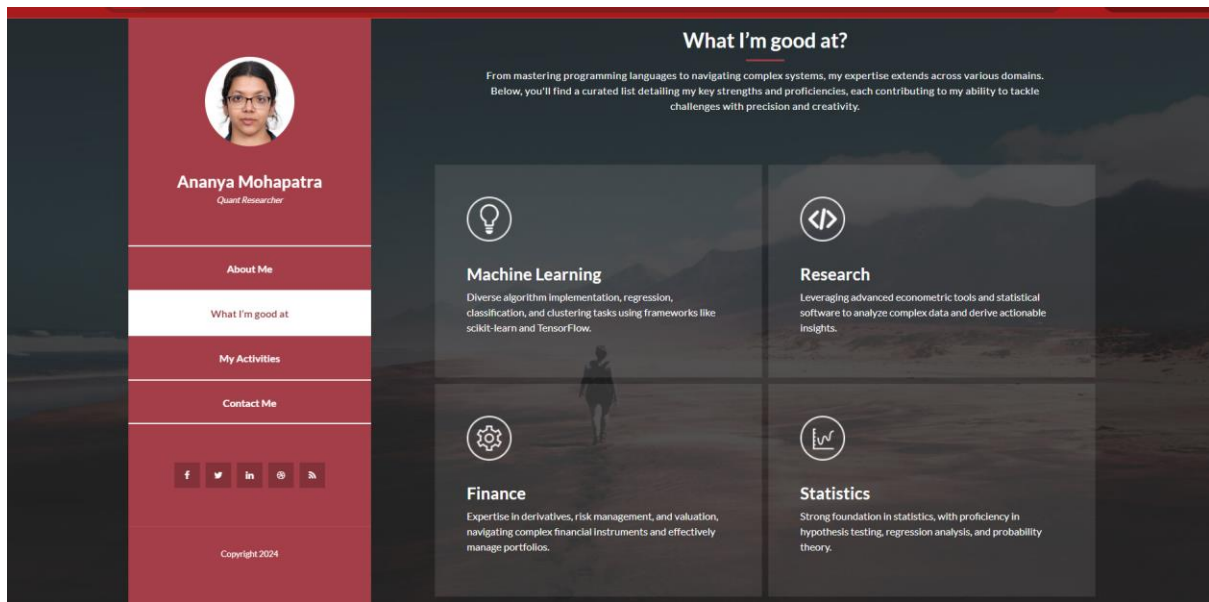 Ananya Mohapatra
Quant Researcher
About Me
What I'm good at
My Activities
Contact Me
Copyright 2024
What I'm good at?
From mastering programming languages to navigating complex systems, my expertise extends across various domains.
Below, you'll find a curated list detailing my key strengths and proficiencies, each contributing to my ability to tackle
challenges with precision and creativity.
Machine Learning
Diverse algorithm implementation, regression,
classification, and clustering tasks using frameworks like
scikit-learn and TensorFlow.
Research
Leveraging advanced econometric tools and statistical
software to analyze complex data and derive actionable
insights.
Finance
Expertise in derivatives, risk management, and valuation,
navigating complex financial instruments and effectively
manage portfolios.
Statistics
Strong foundation in statistics, with proficiency in
hypothesis testing, regression analysis, and probability
theory.